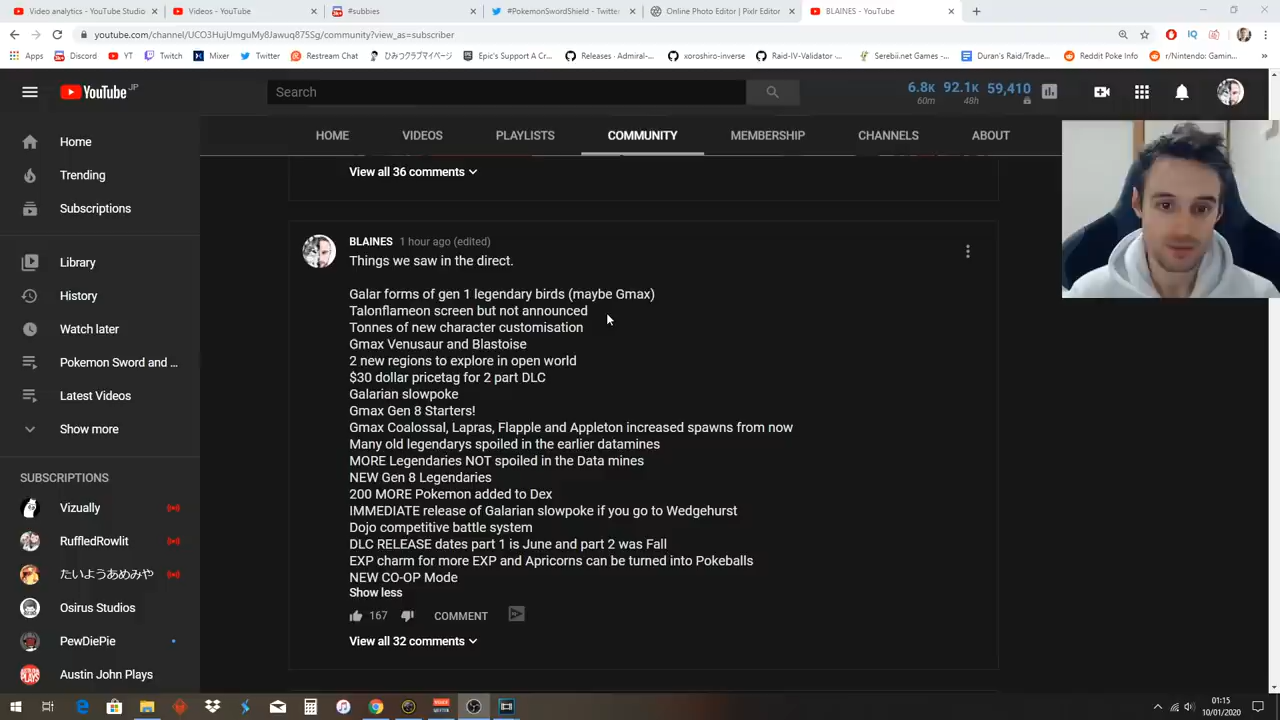 Video analytics - YouTube Studio
Videos - YouTube
#subbies
#PokemonSwordShield - Twitter
Online Photo Editor | Pixlr Editor
BLAINES - YouTube
youtube.com/channel/UCO3HujUmguMy8Jawuq875Sg/community?view_as=subscriber
Apps
Discord
YT
Twitch
Mixer
Twitter
Restream Chat
ひみつクラブマイページ
Epic's Support A Cr...
Releases · Admiral-...
xoroshiro-inverse
Raid-IV-Validator ·...
Serebii.net Games -...
Duran's Raid/Trade...
Reddit Poke Info
r/Nintendo: Gamin...
YouTube JP
Search
6.8K 92.1K 59,410
60m 48h
HOME
VIDEOS
PLAYLISTS
COMMUNITY
MEMBERSHIP
CHANNELS
ABOUT
Home
Trending
Subscriptions
Library
History
Watch later
Pokemon Sword and ...
Latest Videos
Show more
SUBSCRIPTIONS
Vizually
RuffledRowlit
たいようあめみや
Osirus Studios
PewDiePie
Austin John Plays
View all 36 comments
BLAINES 1 hour ago (edited)
Things we saw in the direct.
Galar forms of gen 1 legendary birds (maybe Gmax)
Talonflameon screen but not announced
Tonnes of new character customisation
Gmax Venusaur and Blastoise
2 new regions to explore in open world
$30 dollar pricetag for 2 part DLC
Galarian slowpoke
Gmax Gen 8 Starters!
Gmax Coalossal, Lapras, Flapple and Appleton increased spawns from now
Many old legendarys spoiled in the earlier datamines
MORE Legendaries NOT spoiled in the Data mines
NEW Gen 8 Legendaries
200 MORE Pokemon added to Dex
IMMEDIATE release of Galarian slowpoke if you go to Wedgehurst
Dojo competitive battle system
DLC RELEASE dates part 1 is June and part 2 was Fall
EXP charm for more EXP and Apricorns can be turned into Pokeballs
NEW CO-OP Mode
Show less
167
COMMENT
View all 32 comments
01:15
10/01/2020